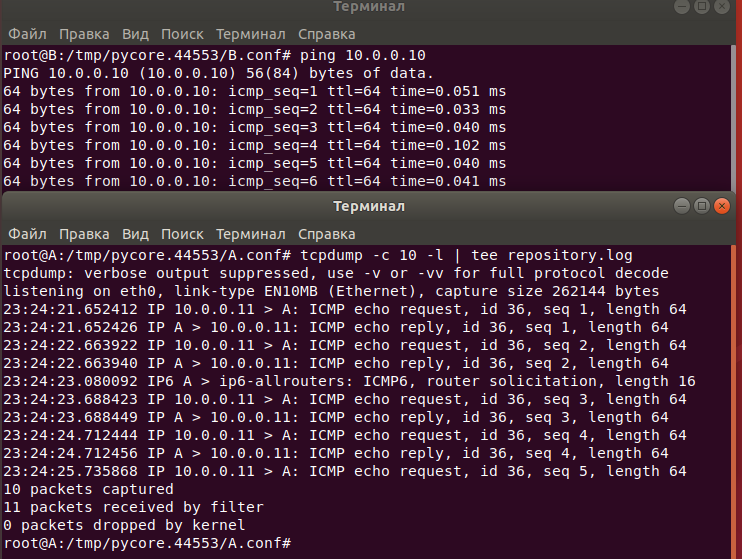 Терминал
Файл Правка Вид Поиск Терминал Справка
root@B:/tmp/pycore.44553/B.conf# ping 10.0.0.10
PING 10.0.0.10 (10.0.0.10) 56(84) bytes of data.
64 bytes from 10.0.0.10: icmp_seq=1 ttl=64 time=0.051 ms
64 bytes from 10.0.0.10: icmp_seq=2 ttl=64 time=0.033 ms
64 bytes from 10.0.0.10: icmp_seq=3 ttl=64 time=0.040 ms
64 bytes from 10.0.0.10: icmp_seq=4 ttl=64 time=0.102 ms
64 bytes from 10.0.0.10: icmp_seq=5 ttl=64 time=0.040 ms
64 bytes from 10.0.0.10: icmp_seq=6 ttl=64 time=0.041 ms
Терминал
Файл Правка Вид Поиск Терминал Справка
root@A:/tmp/pycore.44553/A.conf# tcpdump -c 10 -l | tee repository.log
tcpdump: verbose output suppressed, use -v or -vv for full protocol decode
listening on eth0, link-type EN10MB (Ethernet), capture size 262144 bytes
23:24:21.652412 IP 10.0.0.11 > A: ICMP echo request, id 36, seq 1, length 64
23:24:21.652426 IP A > 10.0.0.11: ICMP echo reply, id 36, seq 1, length 64
23:24:22.663922 IP 10.0.0.11 > A: ICMP echo request, id 36, seq 2, length 64
23:24:22.663940 IP A > 10.0.0.11: ICMP echo reply, id 36, seq 2, length 64
23:24:23.080092 IP6 A > ip6-allrouters: ICMP6, router solicitation, length 16
23:24:23.688423 IP 10.0.0.11 > A: ICMP echo request, id 36, seq 3, length 64
23:24:23.688449 IP A > 10.0.0.11: ICMP echo reply, id 36, seq 3, length 64
23:24:24.712444 IP 10.0.0.11 > A: ICMP echo request, id 36, seq 4, length 64
23:24:24.712456 IP A > 10.0.0.11: ICMP echo reply, id 36, seq 4, length 64
23:24:25.735868 IP 10.0.0.11 > A: ICMP echo request, id 36, seq 5, length 64
10 packets captured
11 packets received by filter
0 packets dropped by kernel
root@A:/tmp/pycore.44553/A.conf#